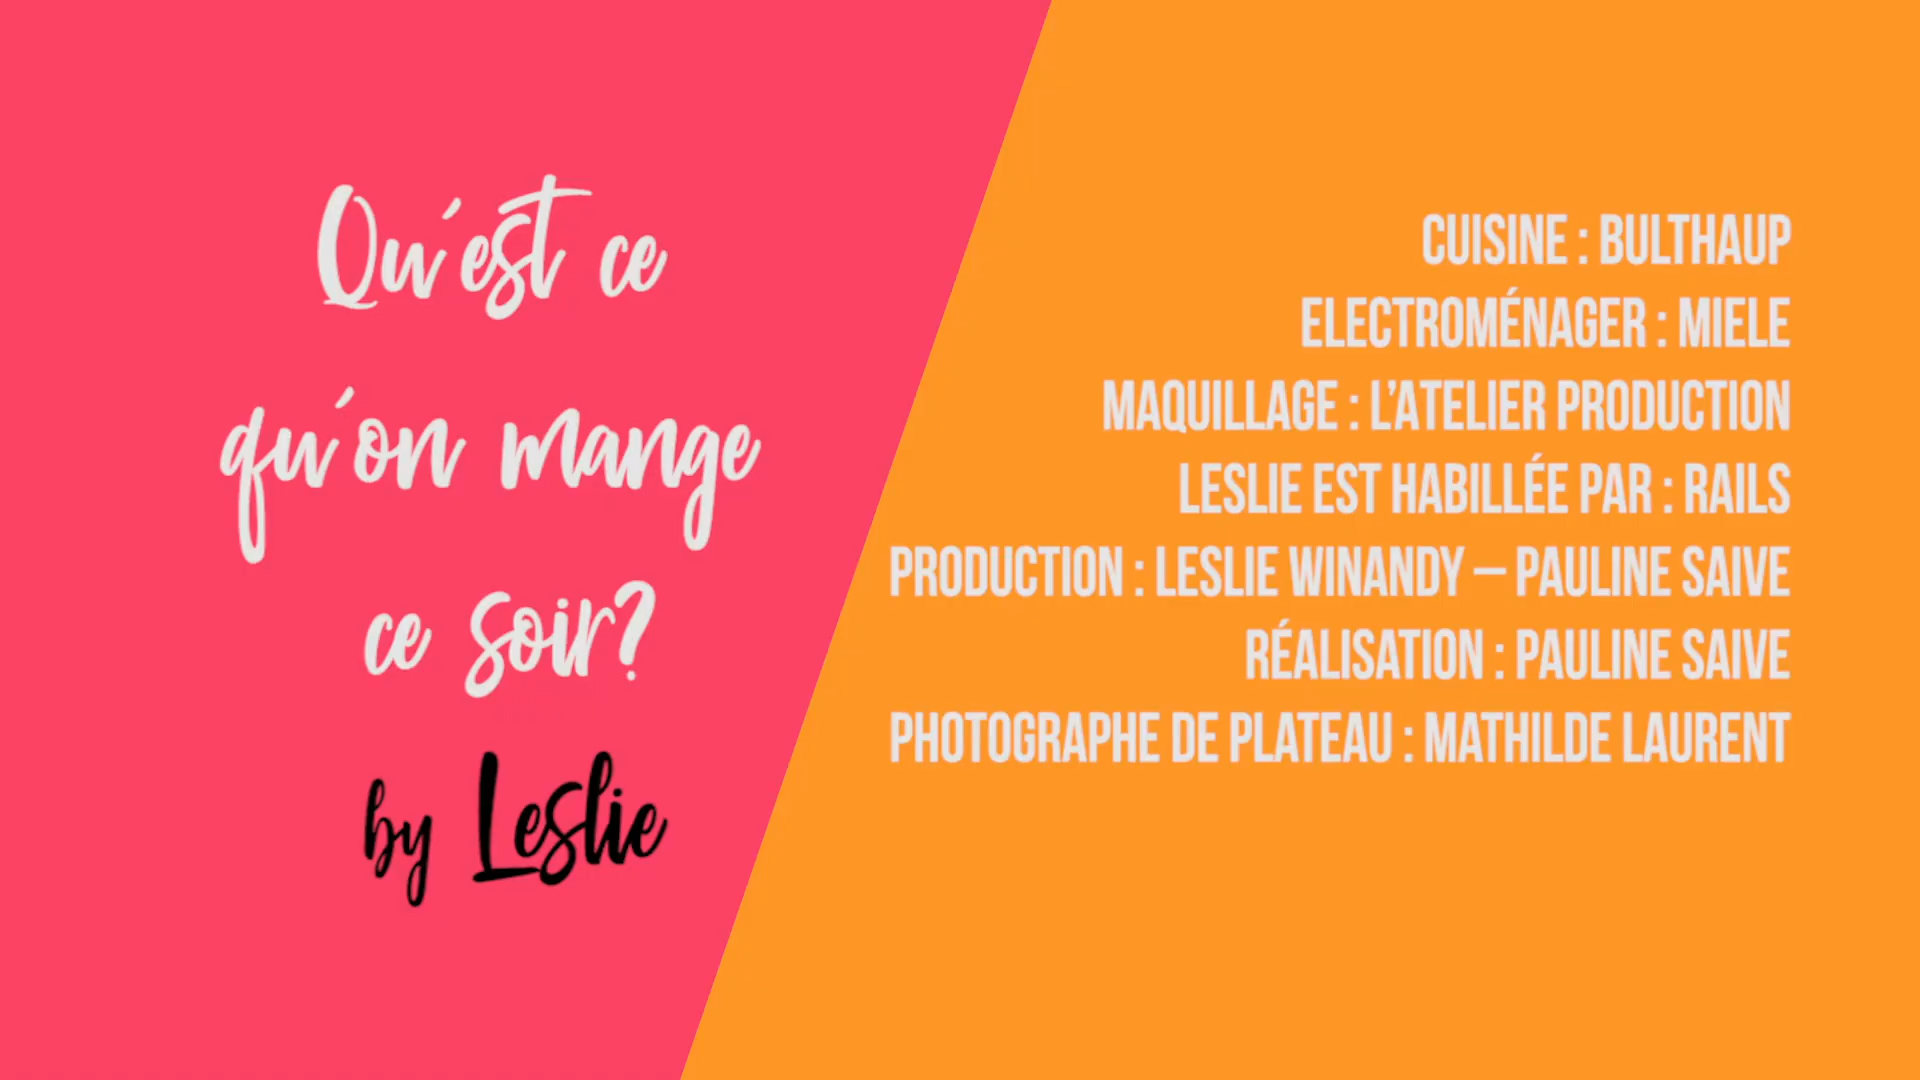 Qu'est ce
qu'on mange
ce soir?
by Leslie
CUISINE : BULTHAUP
ELECTROMÉNAGER : MIELE
MAQUILLAGE : L’ATELIER PRODUCTION
LESLIE EST HABILLÉE PAR : RAILS
PRODUCTION : LESLIE WINANDY – PAULINE SAIVE
RÉALISATION : PAULINE SAIVE
PHOTOGRAPHE DE PLATEAU : MATHILDE LAURENT